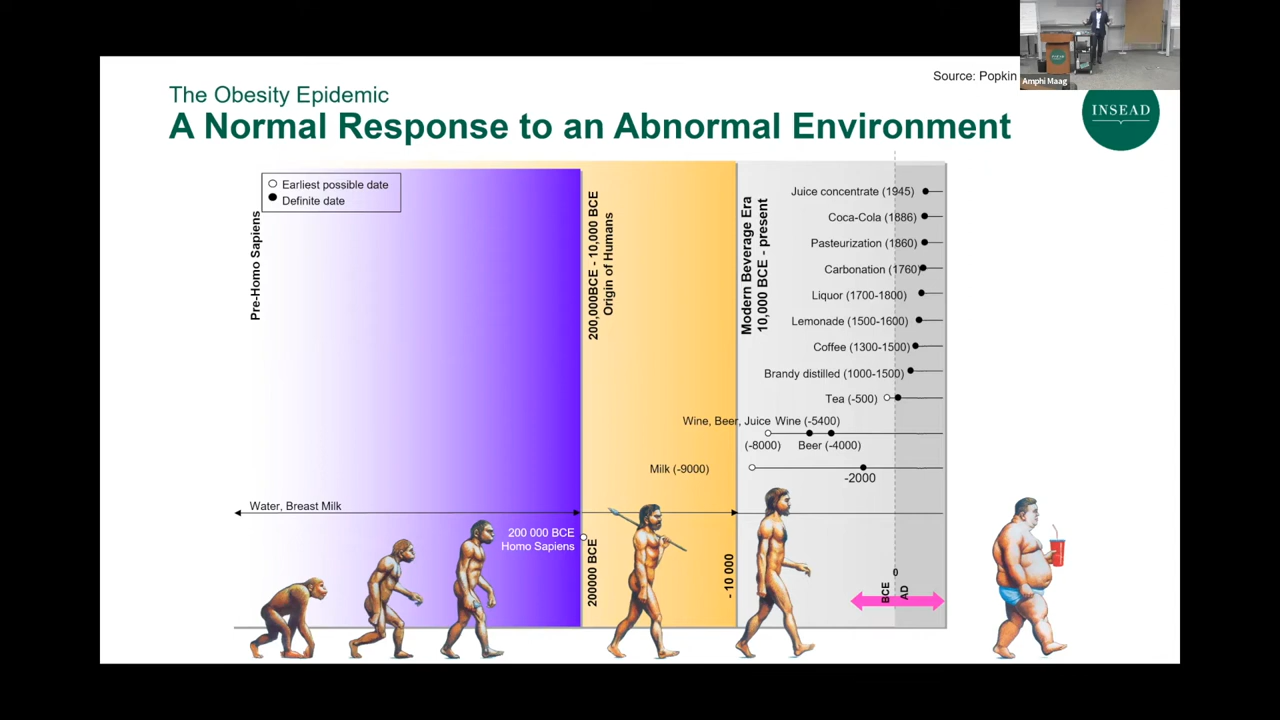 Source: Popkin
Amphi Maag
The Obesity Epidemic
A Normal Response to an Abnormal Environment
INSEAD
Earliest possible date
Definite date
Pre-Homo Sapiens
200,000BCE - 10,000 BCE
Origin of Humans
Modern Beverage Era
10,000 BCE - present
Juice concentrate (1945)
Coca-Cola (1886)
Pasteurization (1860)
Carbonation (1760)
Liquor (1700-1800)
Lemonade (1500-1600)
Coffee (1300-1500)
Brandy distilled (1000-1500)
Tea (-500)
Wine, Beer, Juice Wine (-5400)
(-8000) Beer (-4000)
Milk (-9000)
-2000
Water, Breast Milk
200 000 BCE
Homo Sapiens
200000 BCE
- 10 000
0
BCE
AD